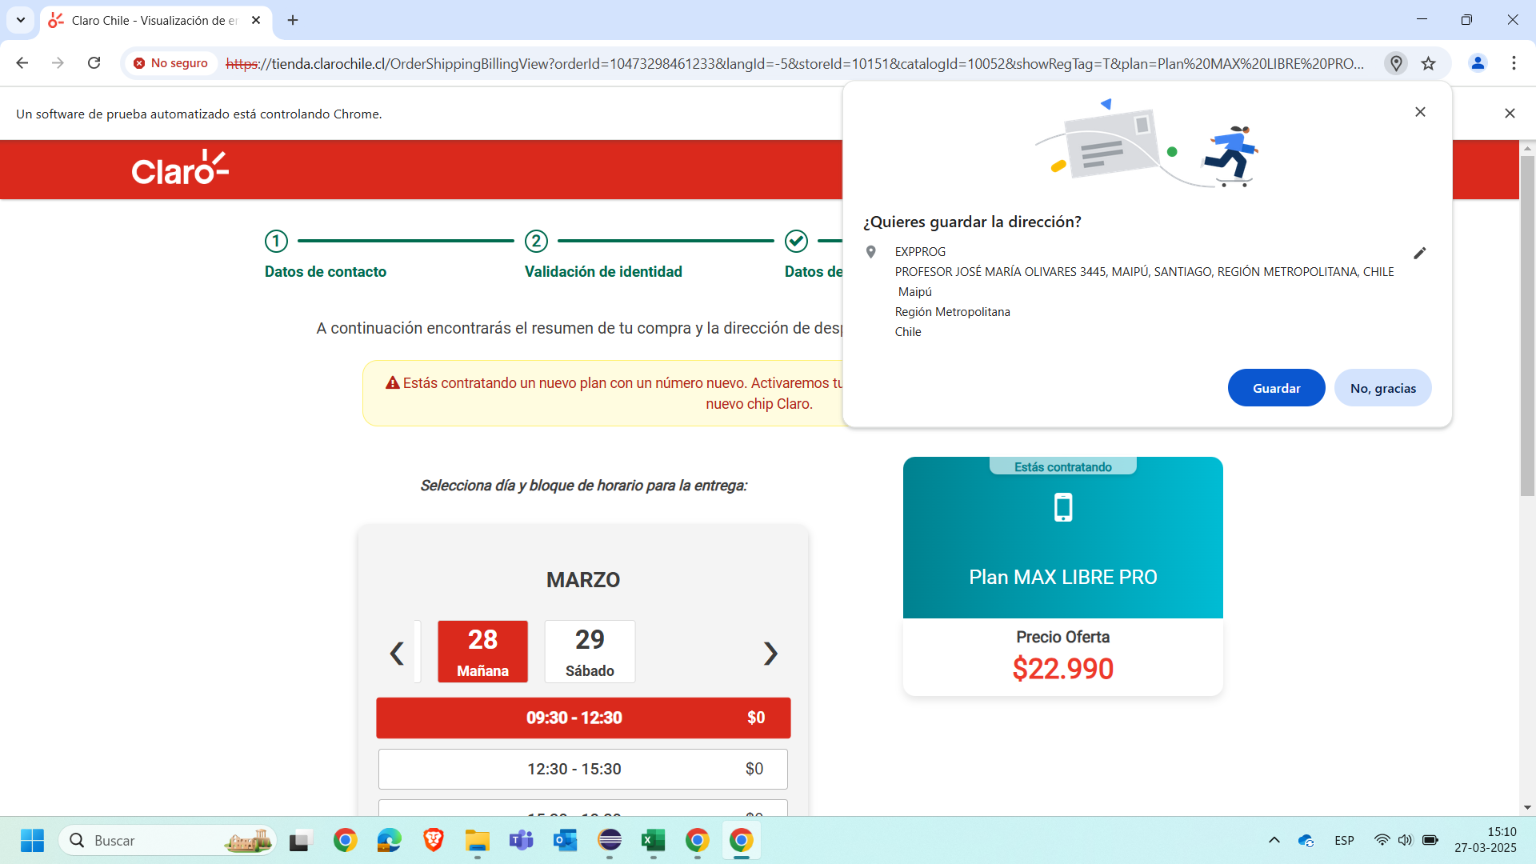 Claro Chile - Visualización de e
No seguro
https://tienda.clarochile.cl/OrderShippingBillingView?orderId=10473298461233&langId=-5&storeId=10151&catalogId=10052&showRegTag=T&plan=Plan%20MAX%20LIBRE%20PRO...
Un software de prueba automatizado está controlando Chrome.
Claro
¿Quieres guardar la dirección?
EXPPROG
PROFESOR JOSÉ MARÍA OLIVARES 3445, MAIPÚ, SANTIAGO, REGIÓN METROPOLITANA, CHILE
Maipú
Región Metropolitana
Chile
Guardar
No, gracias
1
2
Datos de contacto
Validación de identidad
Datos de
A continuación encontrarás el resumen de tu compra y la dirección de desp
Estás contratando un nuevo plan con un número nuevo. Activaremos tu
nuevo chip Claro.
Selecciona día y bloque de horario para la entrega:
MARZO
28
Mañana
29
Sábado
09:30 - 12:30 $0
12:30 - 15:30 $0
Estás contratando
Plan MAX LIBRE PRO
Precio Oferta
$22.990
Buscar
ESP
15:10
27-03-2025